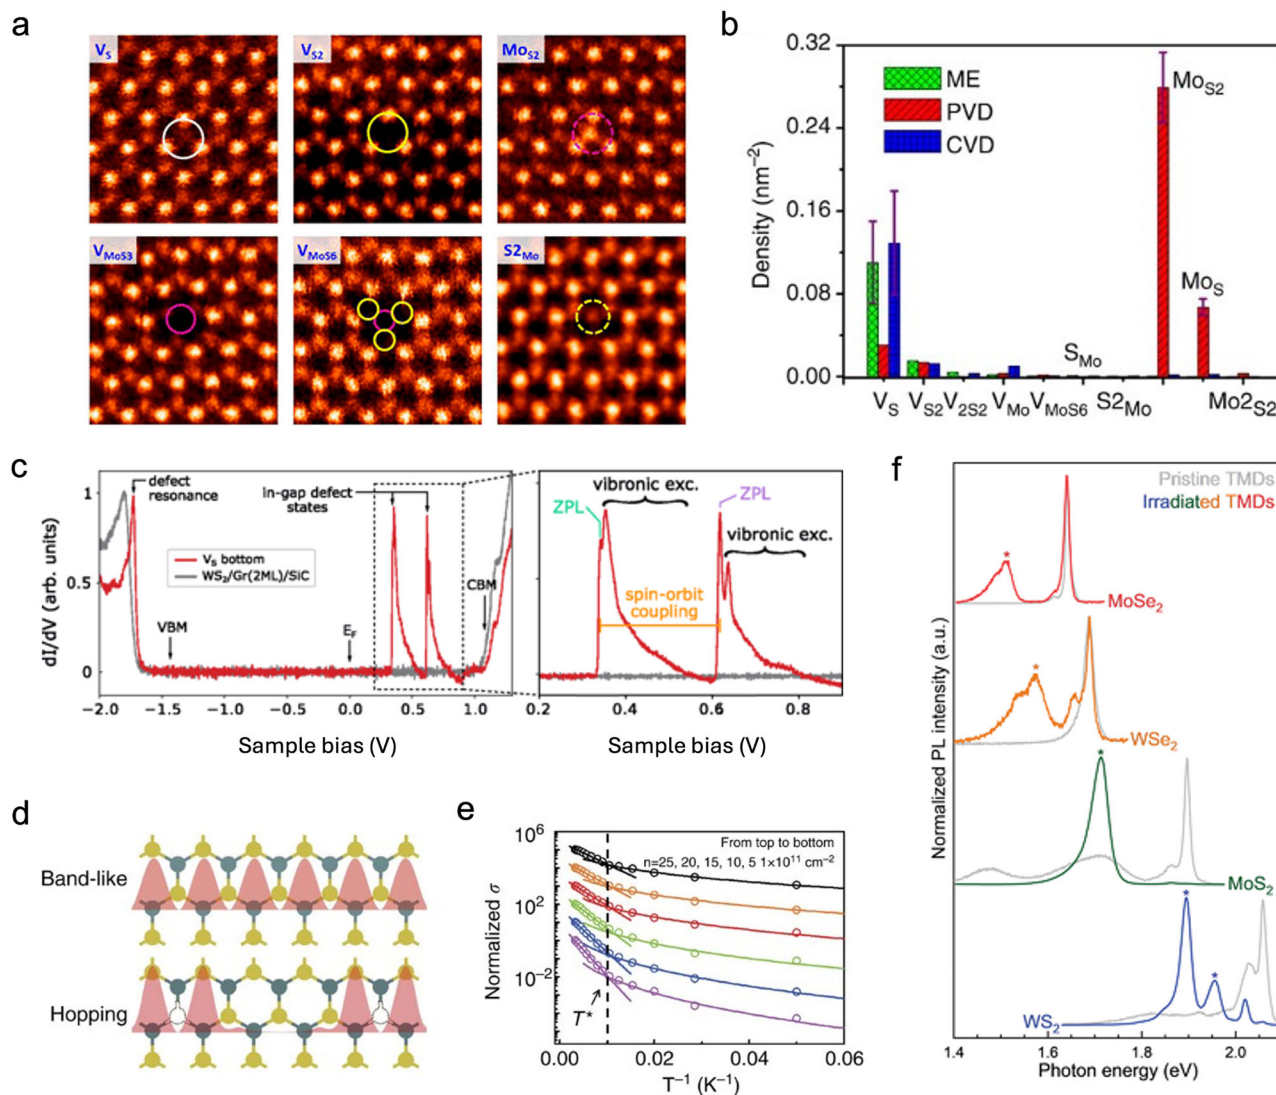 a
V_S
V_S2
Mo_S2
V_MoS3
V_MoS6
S2_Mo
b
0.32
0.24
0.16
0.08
0.00
Density (nm⁻²)
ME
PVD
CVD
Mo_S2
Mo_S
S_Mo
V_S
V_S2
V_2S2
V_Mo
V_MoS6
S2_Mo
Mo2_S2
c
dI/dV (arb. units)
1
0.5
0
defect
resonance
in-gap defect
states
V_S bottom
WS₂/Gr(2ML)/SiC
VBM
E_F
CBM
-2.0
-1.5
-1.0
-0.5
0.0
0.5
1.0
Sample bias (V)
vibronic exc.
ZPL
ZPL
vibronic exc.
spin-orbit
coupling
0.2
0.4
0.6
0.8
Sample bias (V)
d
Band-like
Hopping
e
Normalized σ
10⁶
10²
10⁻²
From top to bottom
n=25, 20, 15, 10, 5 1×10¹¹ cm⁻²
T*
0.00
0.02
0.04
0.06
T⁻¹ (K⁻¹)
f
Normalized PL intensity (a.u.)
Pristine TMDs
Irradiated TMDs
*
MoSe₂
*
WSe₂
*
MoS₂
*
*
WS₂
1.4
1.6
1.8
2.0
Photon energy (eV)